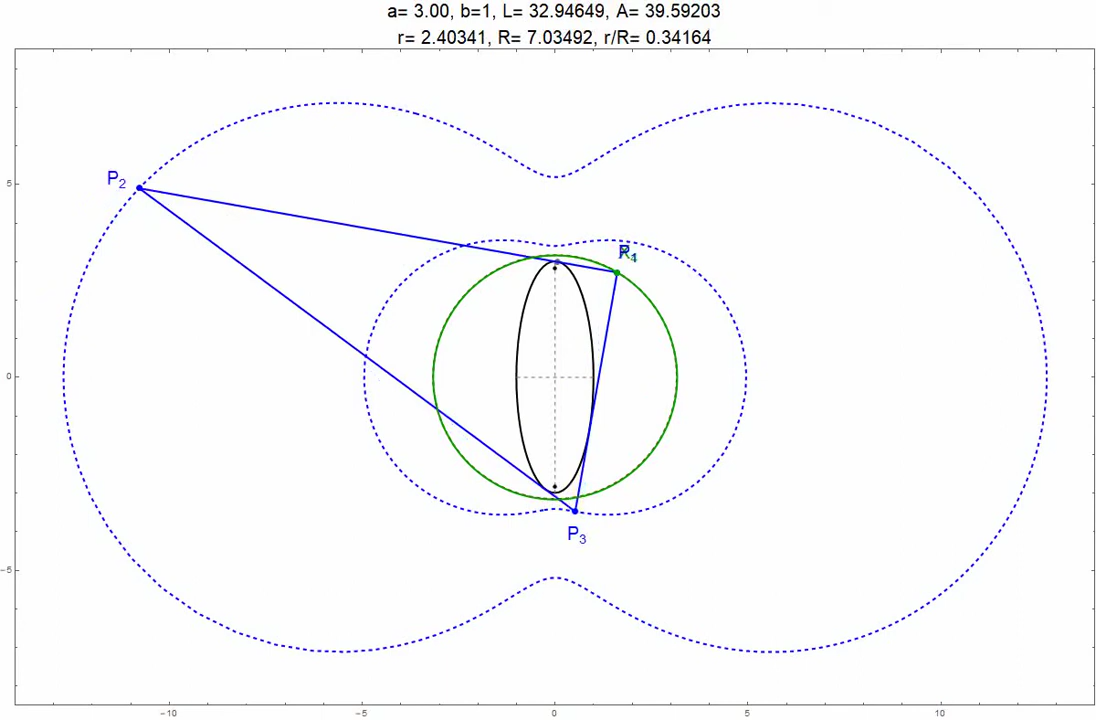 a= 3.00, b=1, L= 32.94649, A= 39.59203
r= 2.40341, R= 7.03492, r/R= 0.34164
P2
5
0
P3
−5
−10
−5
0
5
10